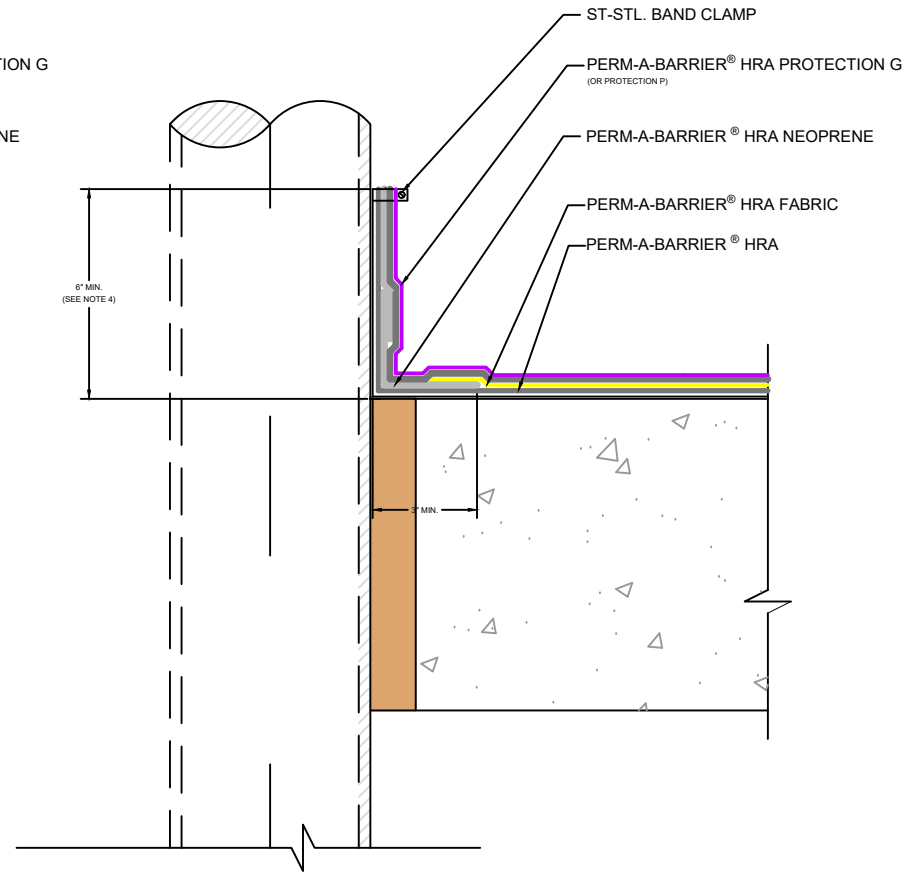 ST-STL. BAND CLAMP
TION G
PERM-A-BARRIER® HRA PROTECTION G
(OR PROTECTION P)
NE
PERM-A-BARRIER ® HRA NEOPRENE
PERM-A-BARRIER® HRA FABRIC
PERM-A-BARRIER ® HRA
6" MIN.
(SEE NOTE 4)
3" MIN.